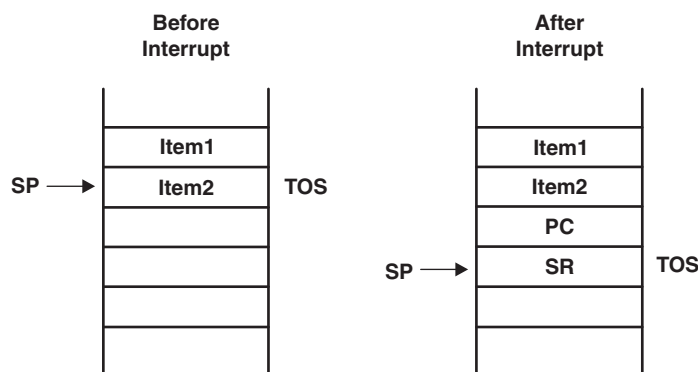 Before
Interrupt
Item1
SP
Item2
TOS
After
Interrupt
Item1
Item2
PC
SP
SR
TOS